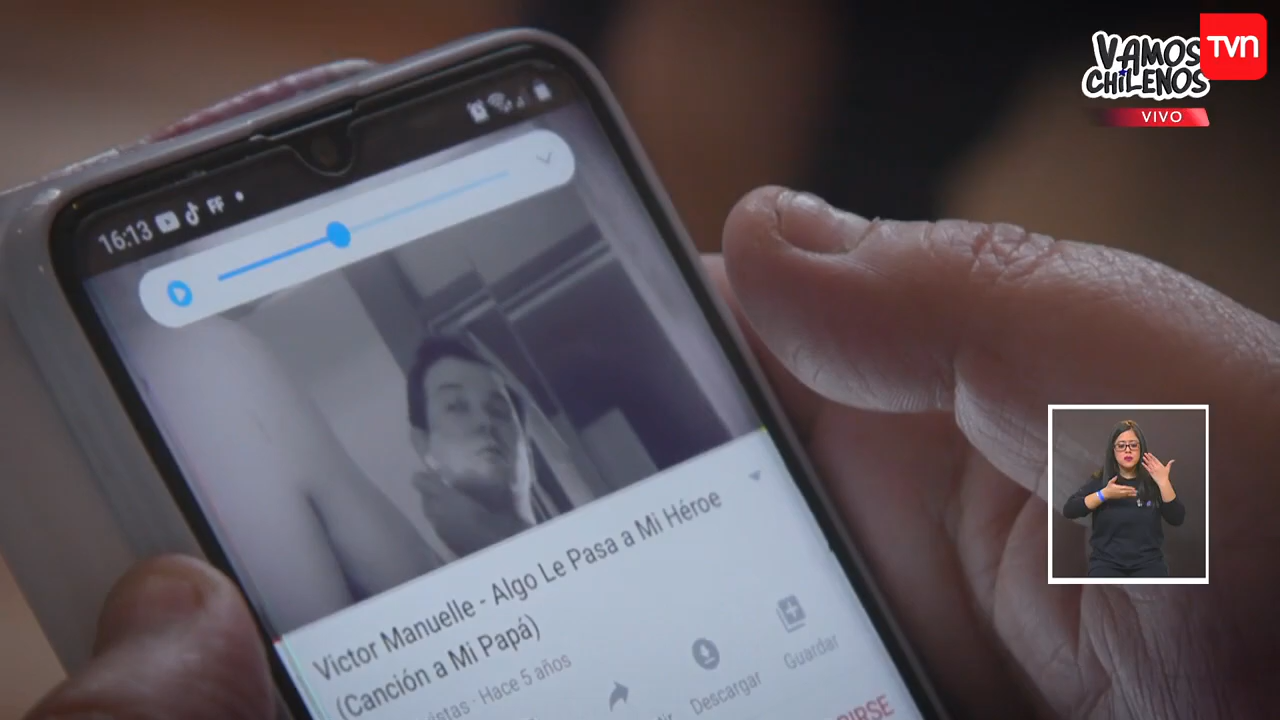 VAMOS
CHiLENOS
TVN
VIVO
16:13
FF
Victor Manuelle - Algo Le Pasa a Mi Héroe
(Canción a Mi Papá)
Hace 5 años
Descargar
Guardar